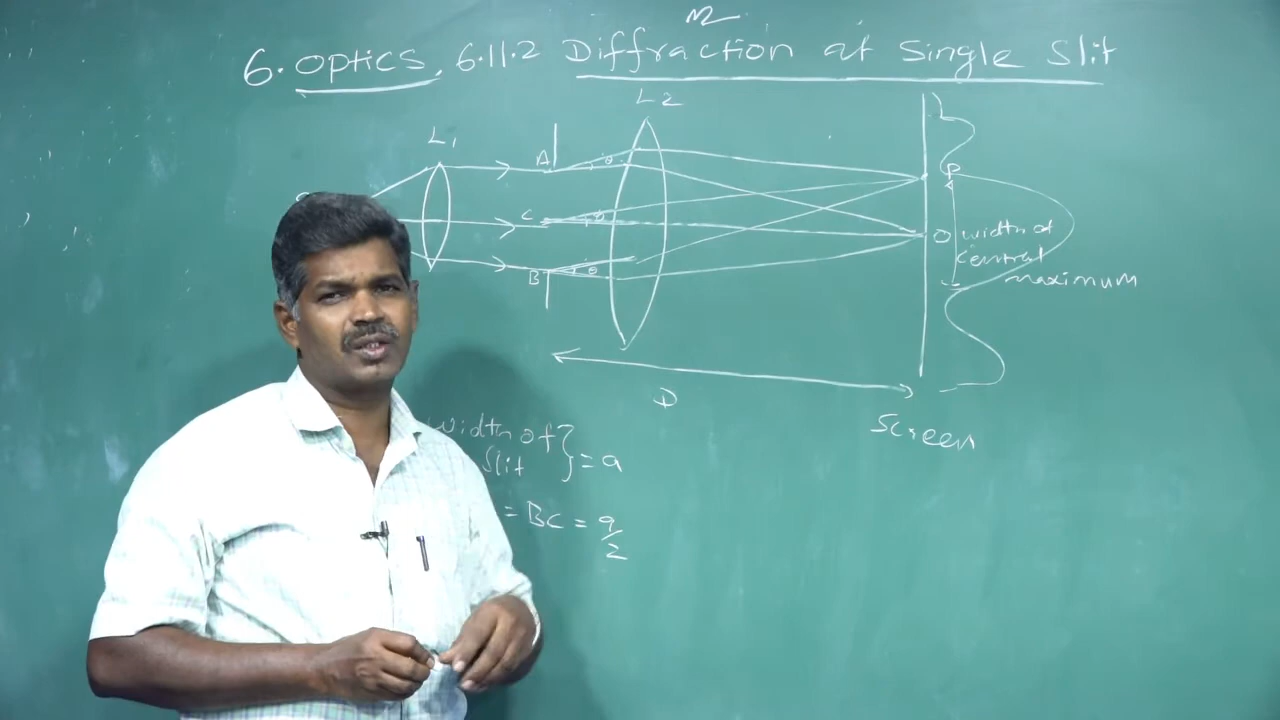 6. Optics, 6.11.2 Diffraction at Single Slit
L2
L1
A θ
P
C θ
O width of
central
maximum
B θ
D
Screen
width of
Slit } = a
= BC = a/2